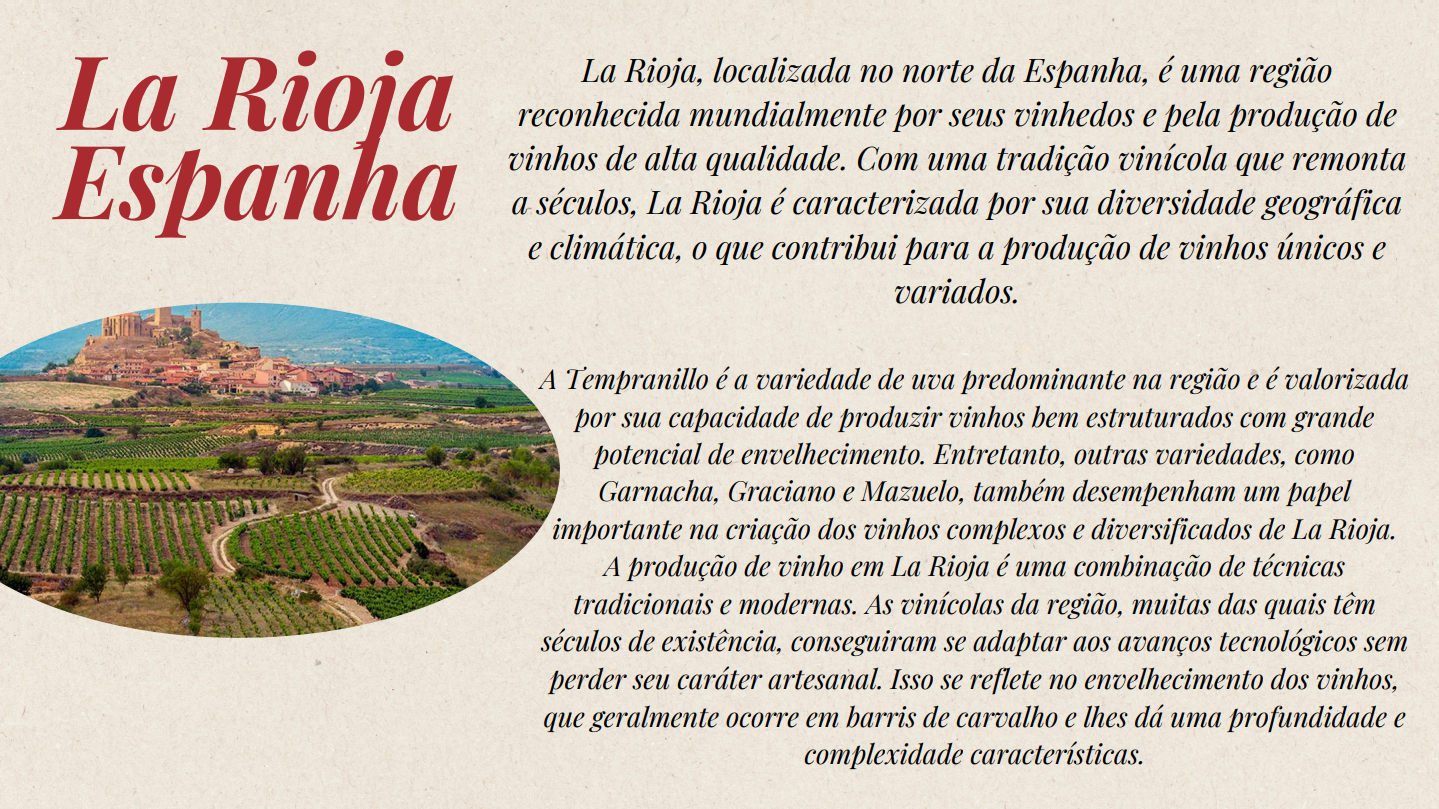 La Rioja
Espanha
La Rioja, localizada no norte da Espanha, é uma região
reconhecida mundialmente por seus vinhedos e pela produção de
vinhos de alta qualidade. Com uma tradição vinícola que remonta
a séculos, La Rioja é caracterizada por sua diversidade geográfica
e climática, o que contribui para a produção de vinhos únicos e
variados.
A Tempranillo é a variedade de uva predominante na região e é valorizada
por sua capacidade de produzir vinhos bem estruturados com grande
potencial de envelhecimento. Entretanto, outras variedades, como
Garnacha, Graciano e Mazuelo, também desempenham um papel
importante na criação dos vinhos complexos e diversificados de La Rioja.
A produção de vinho em La Rioja é uma combinação de técnicas
tradicionais e modernas. As vinícolas da região, muitas das quais têm
séculos de existência, conseguiram se adaptar aos avanços tecnológicos sem
perder seu caráter artesanal. Isso se reflete no envelhecimento dos vinhos,
que geralmente ocorre em barris de carvalho e lhes dá uma profundidade e
complexidade características.